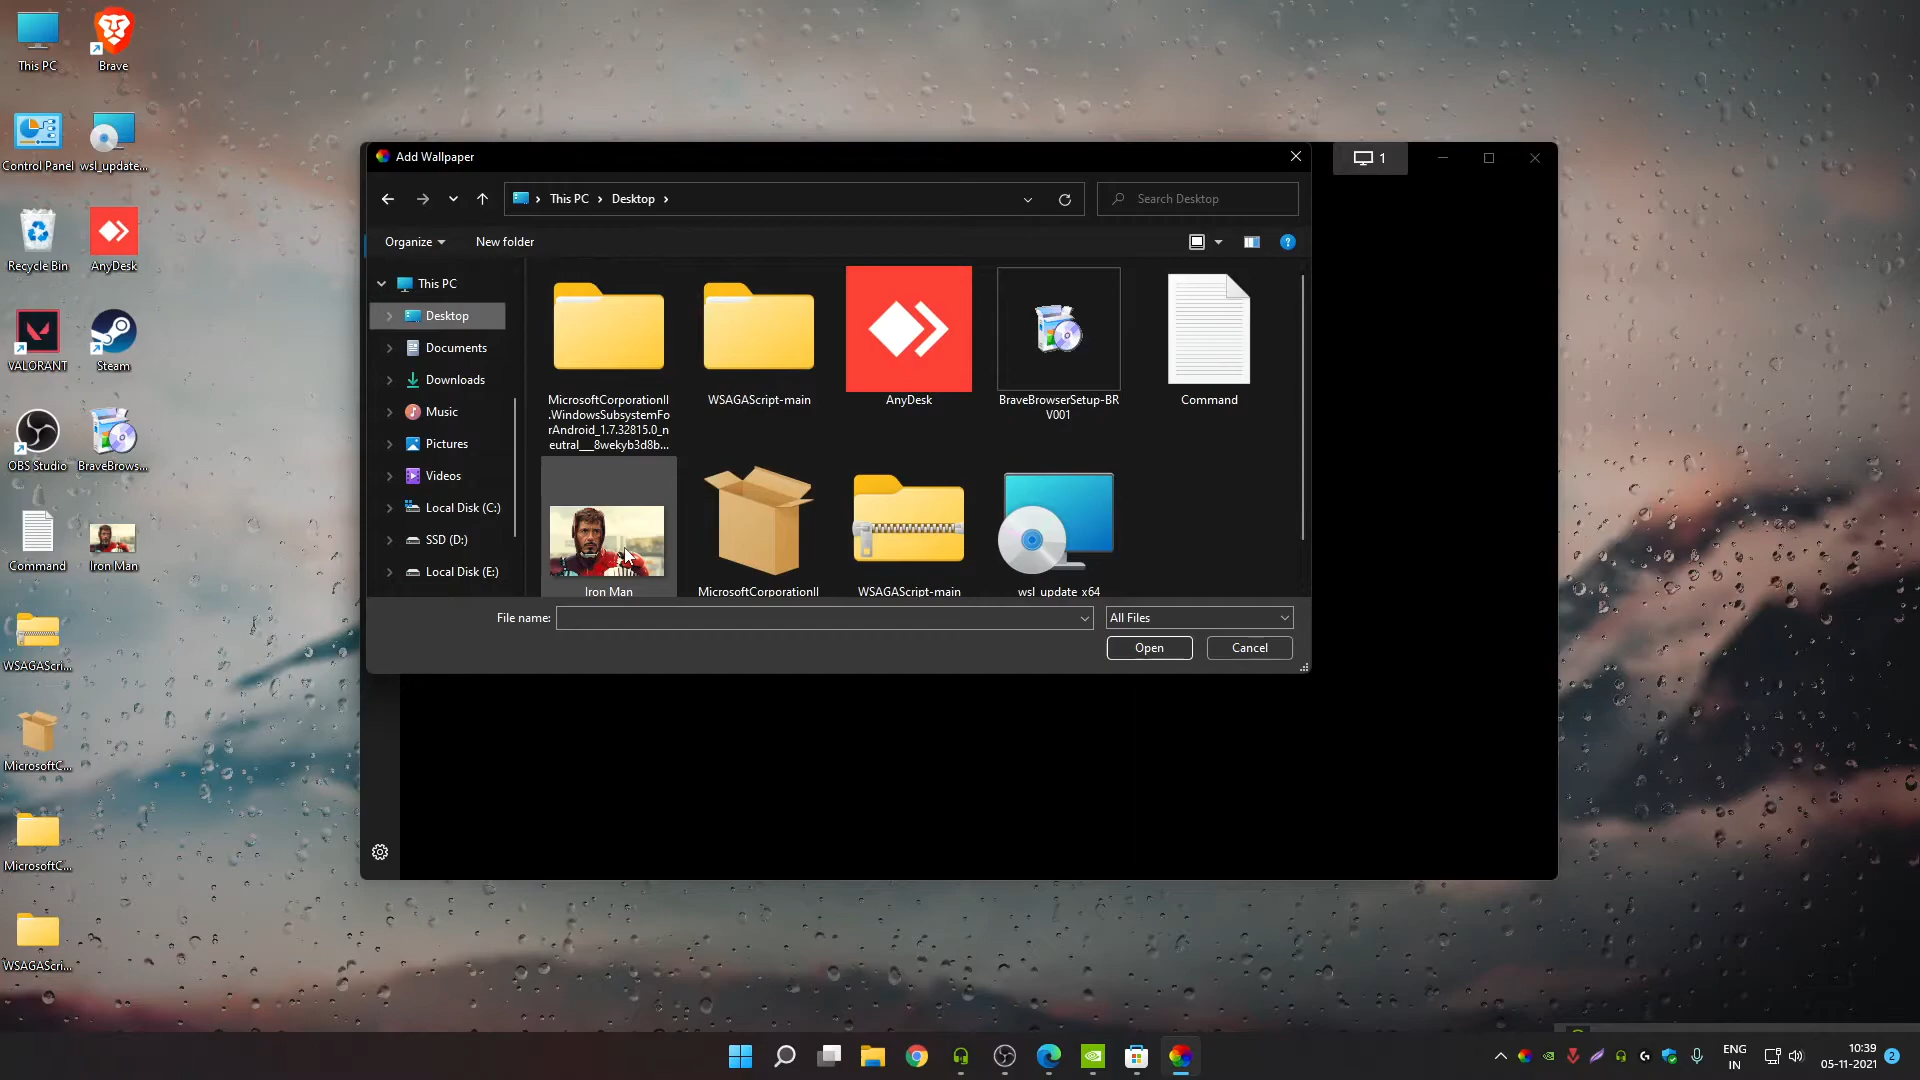 This PC
Brave
Control Panel
wsl_update...
Recycle Bin
AnyDesk
VALORANT
Steam
OBS Studio
BraveBrows...
Command
Iron Man
WSAGAScri...
MicrosoftC...
MicrosoftC...
WSAGAScri...
Add Wallpaper
1
This PC
Desktop
Search Desktop
Organize
New folder
This PC
Desktop
Documents
Downloads
Music
Pictures
Videos
Local Disk (C:)
SSD (D:)
Local Disk (E:)
MicrosoftCorporationII
.WindowsSubsystemFo
rAndroid_1.7.32815.0_n
eutral___8wekyb3d8b...
WSAGAScript-main
AnyDesk
BraveBrowserSetup-BR
V001
Command
Iron Man
MicrosoftCorporationII
WSAGAScript-main
wsl_update_x64
File name:
All Files
Open
Cancel
ENG
IN
10:39
05-11-2021
2